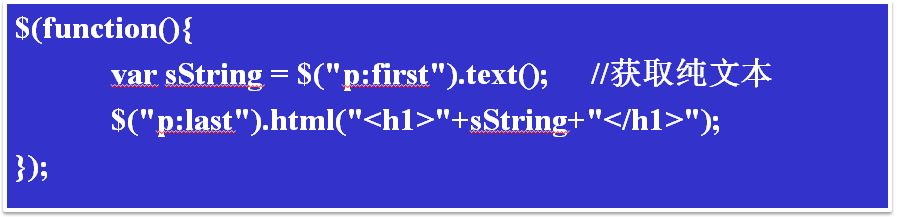 $(function(){
var sString = $("p:first").text(); //获取纯文本
$("p:last").html("<h1>"+sString+"</h1>");
});